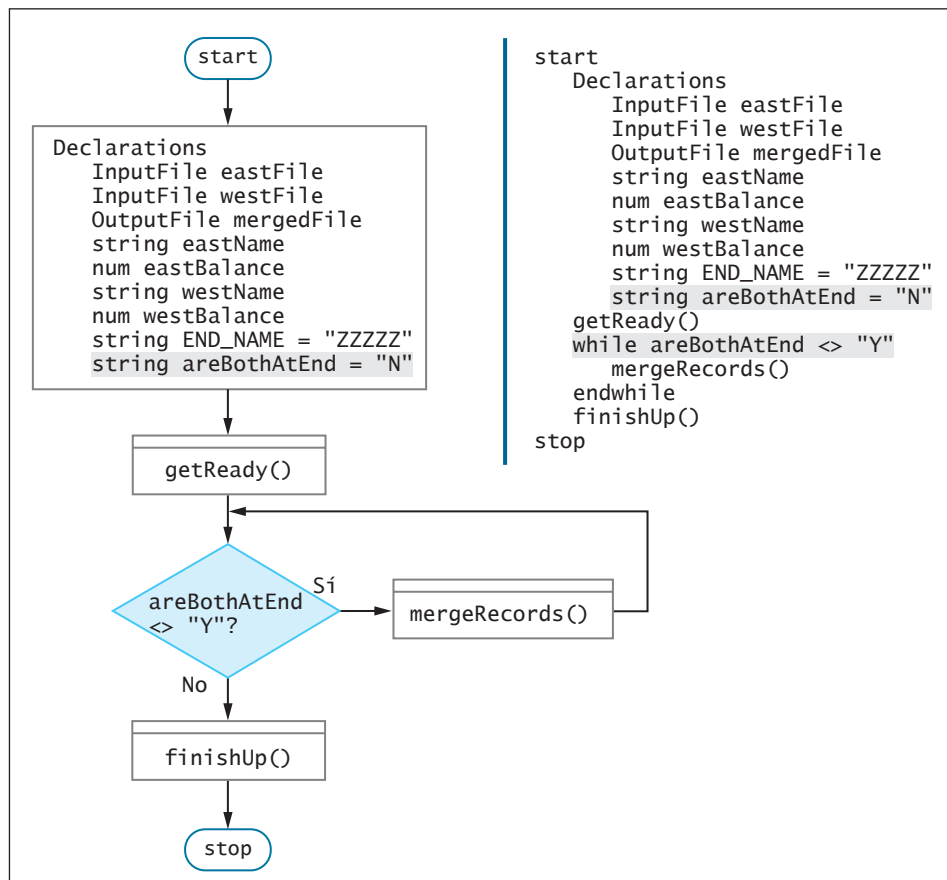 start
Declarations
InputFile eastFile
InputFile westFile
OutputFile mergedFile
string eastName
num eastBalance
string westName
num westBalance
string END_NAME = "ZZZZZ"
string areBothAtEnd = "N"
getReady()
areBothAtEnd
<> "Y"?
Sí
mergeRecords()
No
finishUp()
stop
start
Declarations
InputFile eastFile
InputFile westFile
OutputFile mergedFile
string eastName
num eastBalance
string westName
num westBalance
string END_NAME = "ZZZZZ"
string areBothAtEnd = "N"
getReady()
while areBothAtEnd <> "Y"
mergeRecords()
endwhile
finishUp()
stop